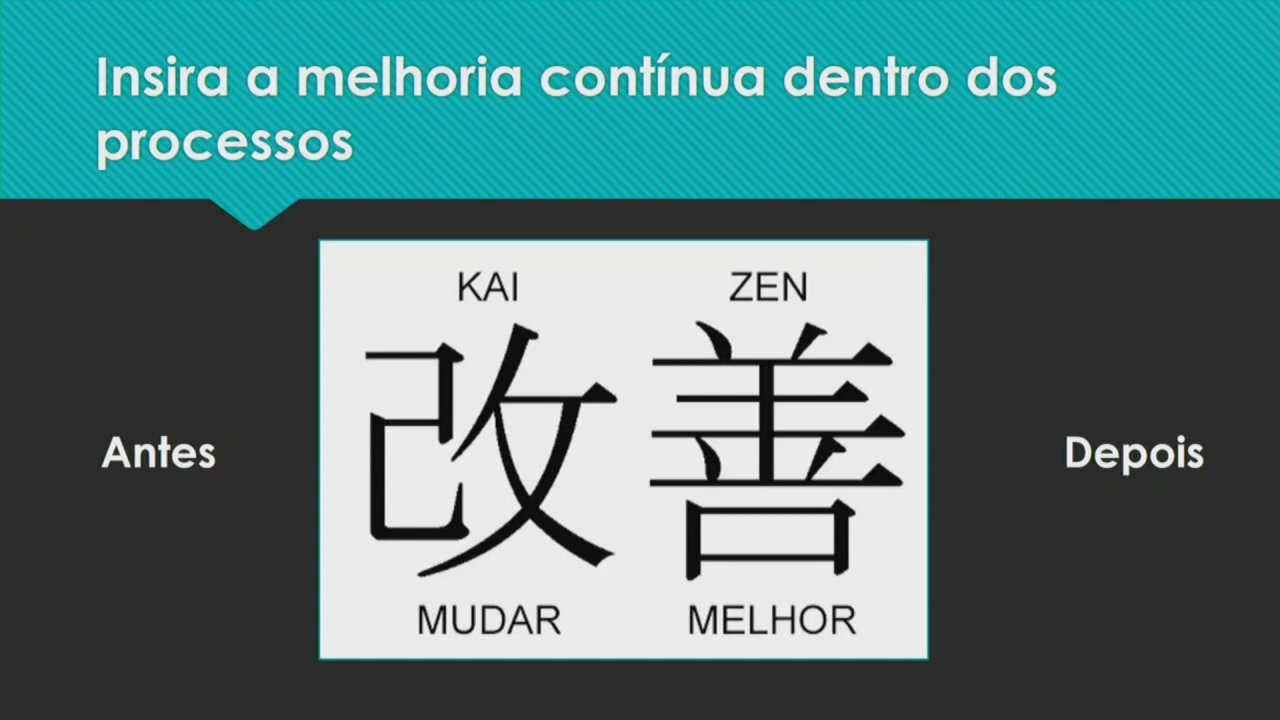 Insira a melhoria contínua dentro dos
processos
KAI ZEN
改善
Antes
Depois
MUDAR MELHOR